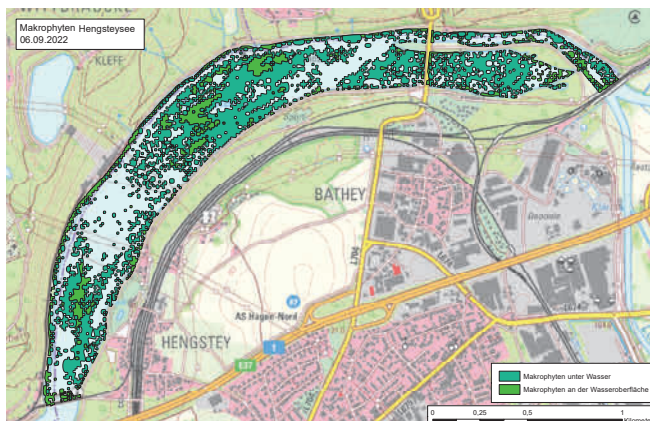 Makrophyten Hengsteysee
06.09.2022
KLEFF
BATHEY
AS Hagen-Nord
HENGSTEY
E37
1
L704
Makrophyten unter Wasser
Makrophyten an der Wasseroberfläche
0 0,25 0,5 1